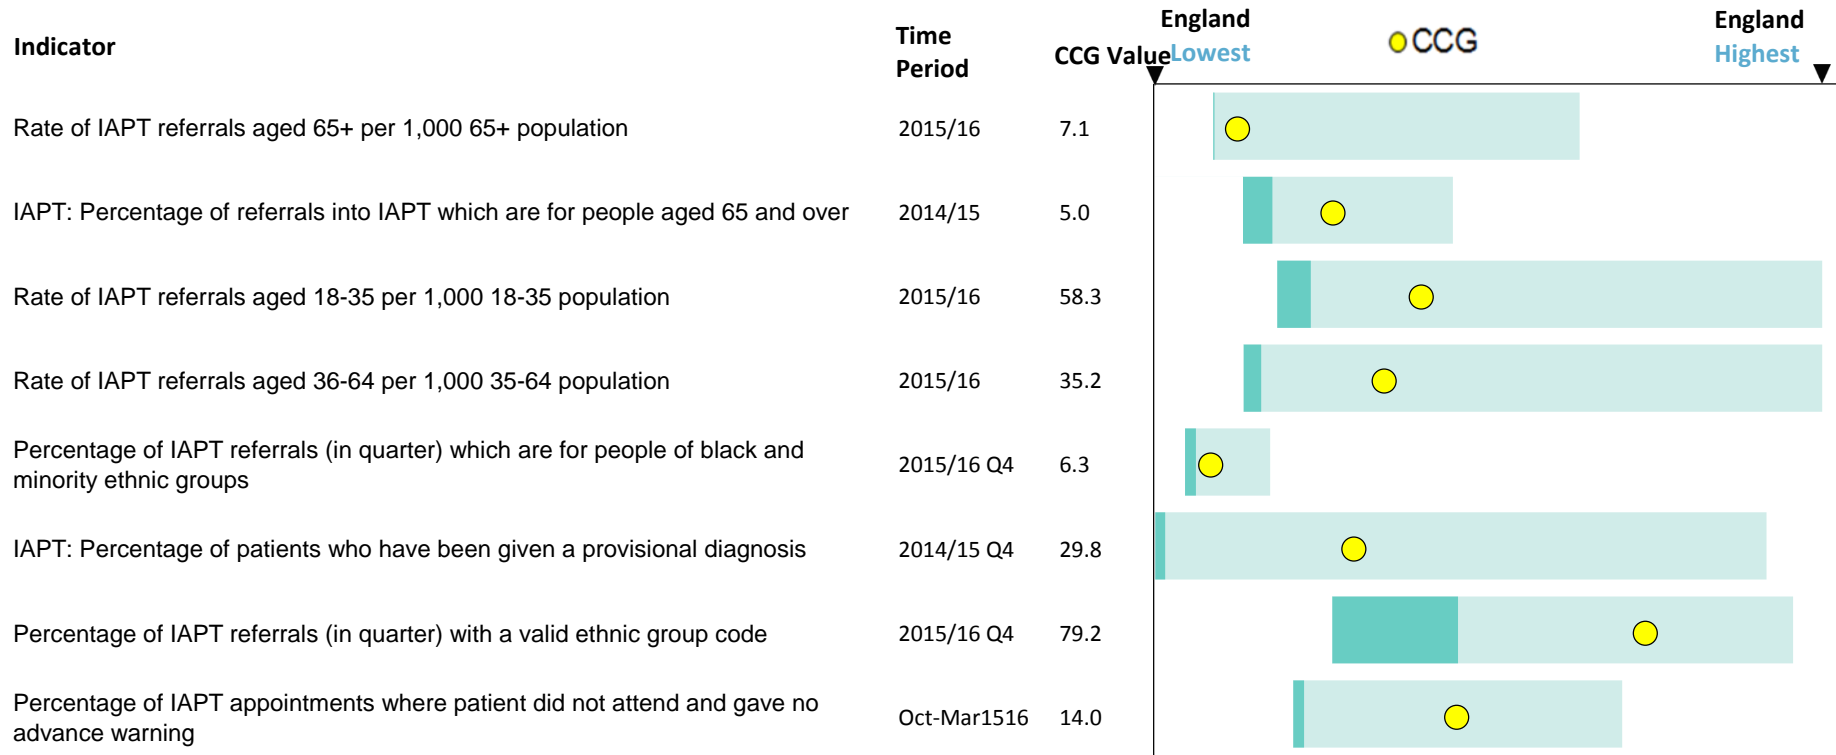 Indicator
Time
Period
CCG Value
England
Lowest
CCG
England
Highest
Rate of IAPT referrals aged 65+ per 1,000 65+ population 2015/16 7.1
IAPT: Percentage of referrals into IAPT which are for people aged 65 and over 2014/15 5.0
Rate of IAPT referrals aged 18-35 per 1,000 18-35 population 2015/16 58.3
Rate of IAPT referrals aged 36-64 per 1,000 35-64 population 2015/16 35.2
Percentage of IAPT referrals (in quarter) which are for people of black and
minority ethnic groups
2015/16 Q4 6.3
IAPT: Percentage of patients who have been given a provisional diagnosis 2014/15 Q4 29.8
Percentage of IAPT referrals (in quarter) with a valid ethnic group code 2015/16 Q4 79.2
Percentage of IAPT appointments where patient did not attend and gave no
advance warning
Oct-Mar1516 14.0